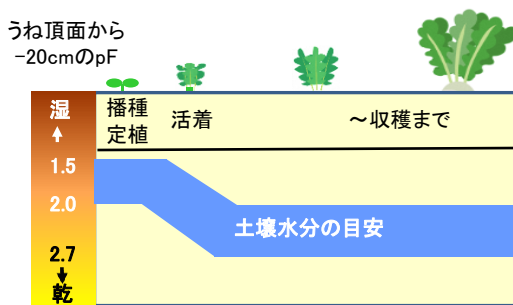 うね頂面から
-20cmのpF
湿
↑
播種
定植
活着
～収穫まで
1.5
2.0
土壌水分の目安
2.7
↓
乾